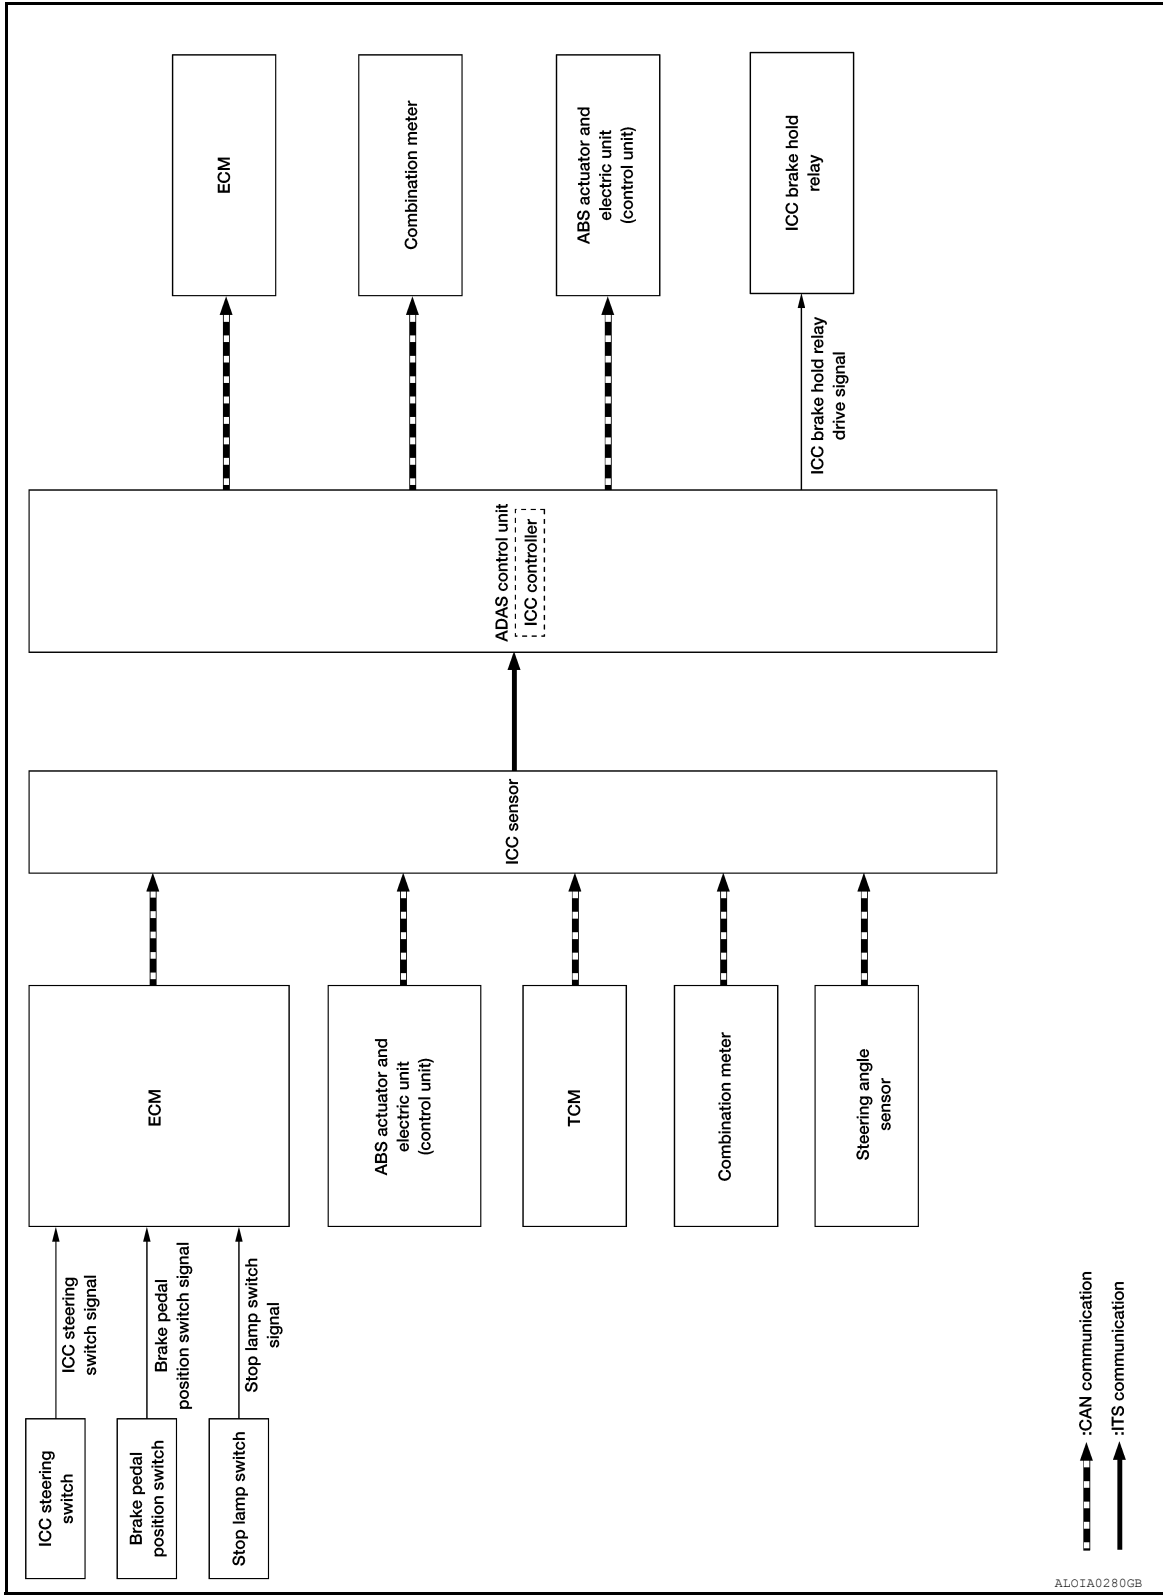 ICC steering
switch
Brake pedal
position switch
Stop lamp switch
ICC steering
switch signal
Brake pedal
position switch signal
Stop lamp switch
signal
ECM
ABS actuator and
electric unit
(control unit)
TCM
Combination meter
Steering angle
sensor
ICC sensor
ADAS control unit
ICC controller
ICC brake hold relay
drive signal
ECM
Combination meter
ABS actuator and
electric unit
(control unit)
ICC brake hold
relay
:CAN communication
:ITS communication
ALOIA0280GB